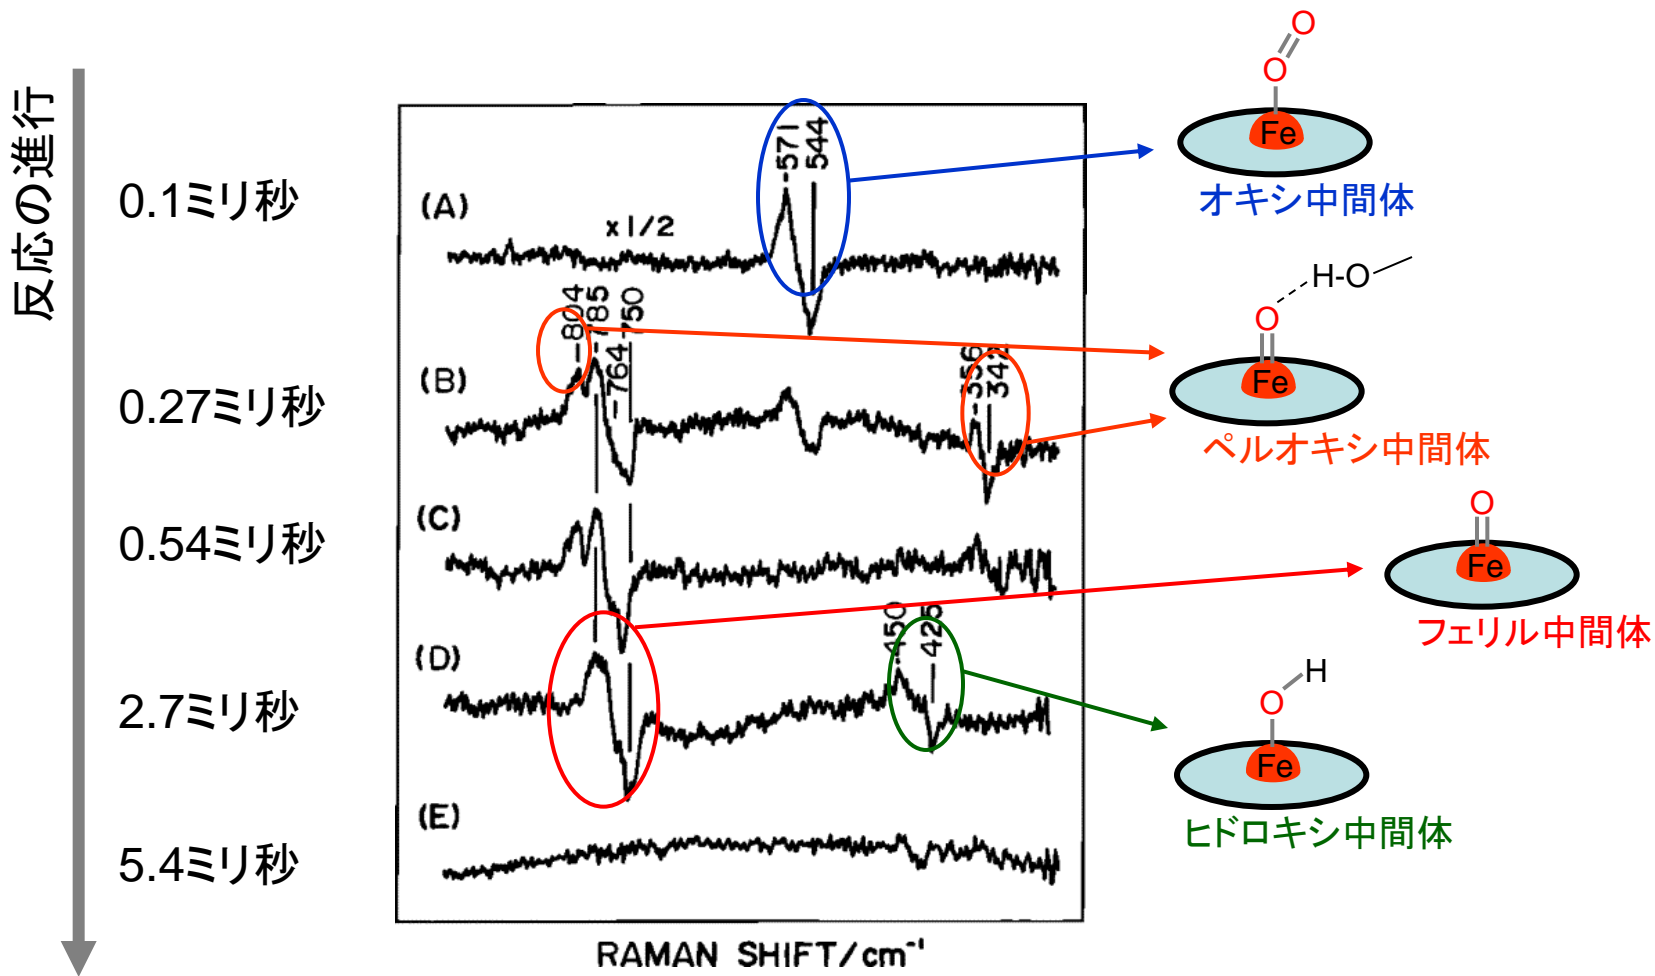 反応の進行
0.1ミリ秒
0.27ミリ秒
0.54ミリ秒
2.7ミリ秒
5.4ミリ秒
(A)
x 1/2
571
544
(B)
804
785
764
750
356
342
(C)
(D)
450
425
(E)
RAMAN SHIFT/cm⁻¹
O
O
Fe
オキシ中間体
H-O
O
Fe
ペルオキシ中間体
O
Fe
フェリル中間体
H
O
Fe
ヒドロキシ中間体